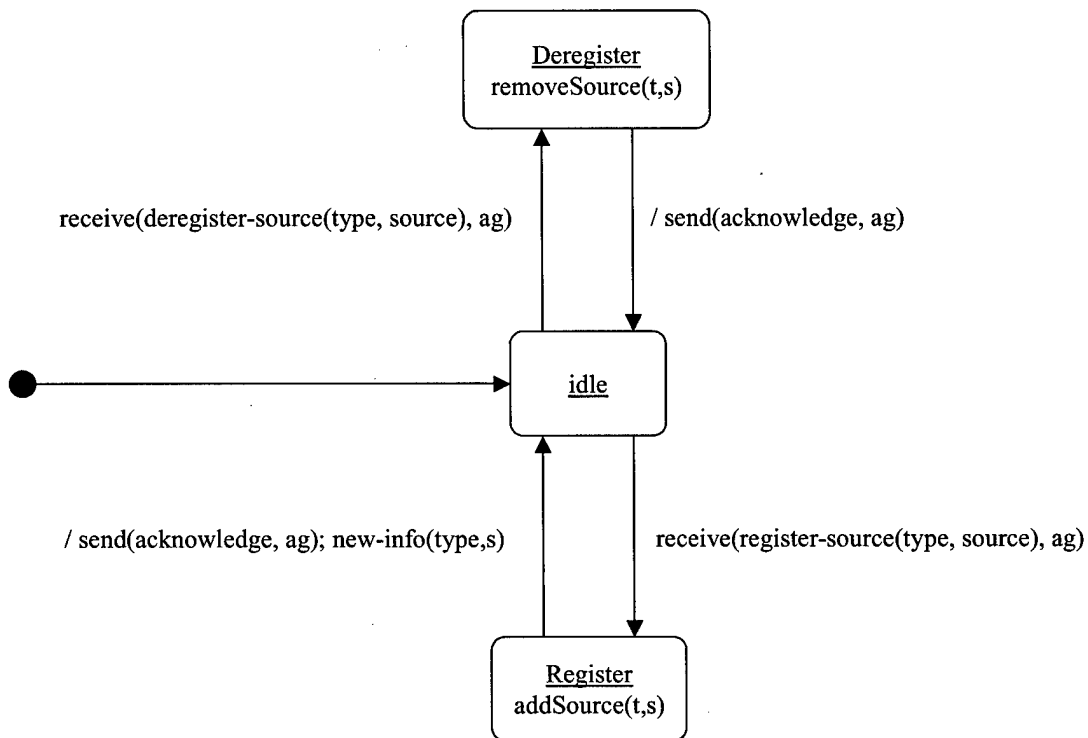 Deregister
removeSource(t,s)
receive(deregister-source(type, source), ag)
/ send(acknowledge, ag)
idle
/ send(acknowledge, ag); new-info(type,s)
receive(register-source(type, source), ag)
Register
addSource(t,s)